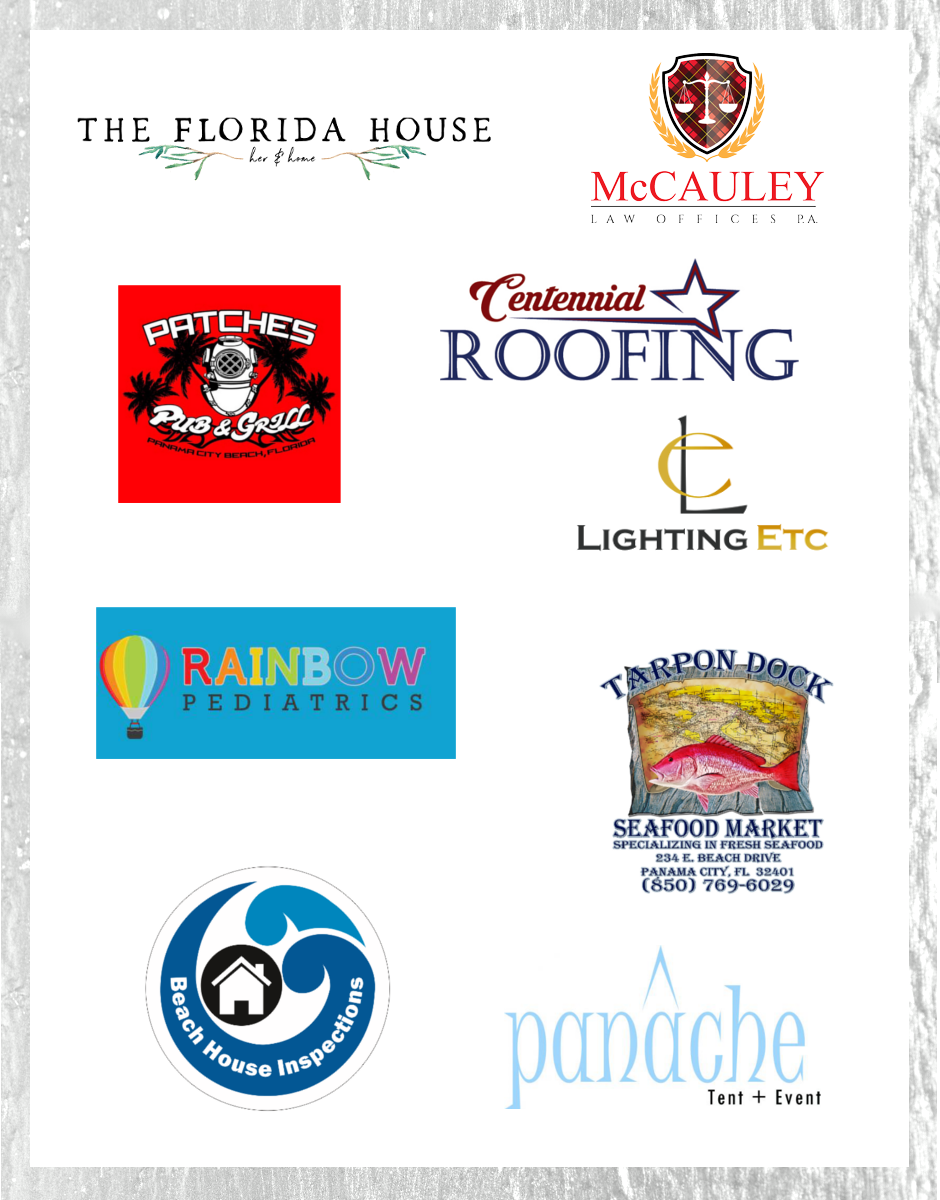 THE FLORIDA HOUSE
her & home
McCAULEY
LAW OFFICES P.A.
PATCHES
PUB & GRILL
PANAMA CITY BEACH, FLORIDA
Centennial
ROOFING
LIGHTING ETC
RAINBOW
PEDIATRICS
TARPON DOCK
SEAFOOD MARKET
SPECIALIZING IN FRESH SEAFOOD
234 E. BEACH DRIVE
PANAMA CITY, FL 32401
(850) 769-6029
Beach House Inspections
panâche
Tent + Event